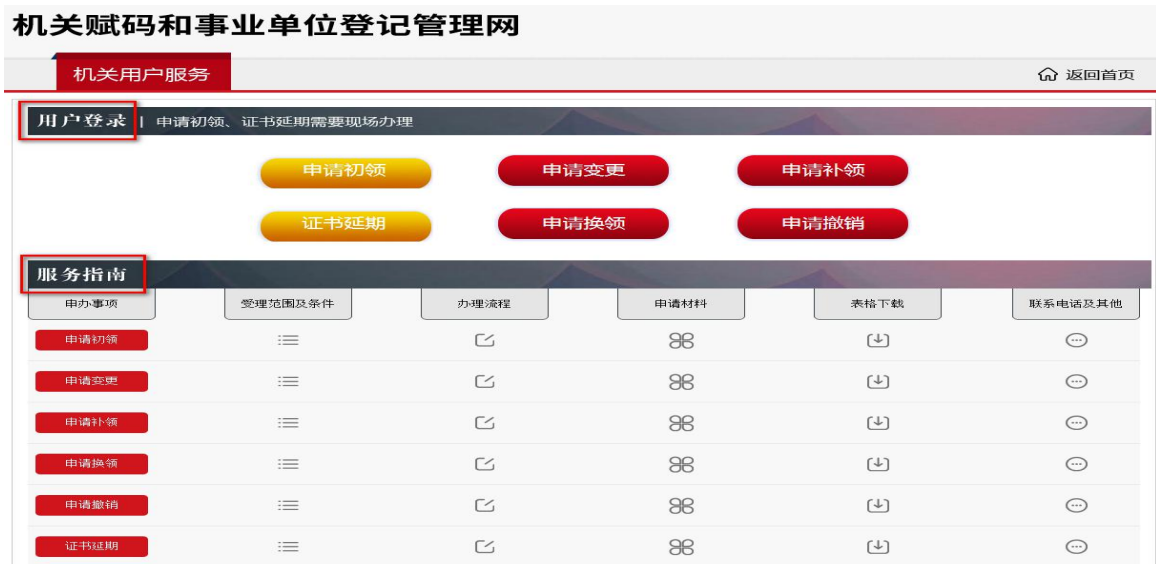 机关赋码和事业单位登记管理网
机关用户服务 返回首页
用户登录 | 申请初领、证书延期需要现场办理
申请初领 申请变更 申请补领
证书延期 申请换领 申请撤销
服务指南
申办事项 受理范围及条件 办理流程 申请材料 表格下载 联系电话及其他
申请初领
申请变更
申请补领
申请换领
申请撤销
证书延期